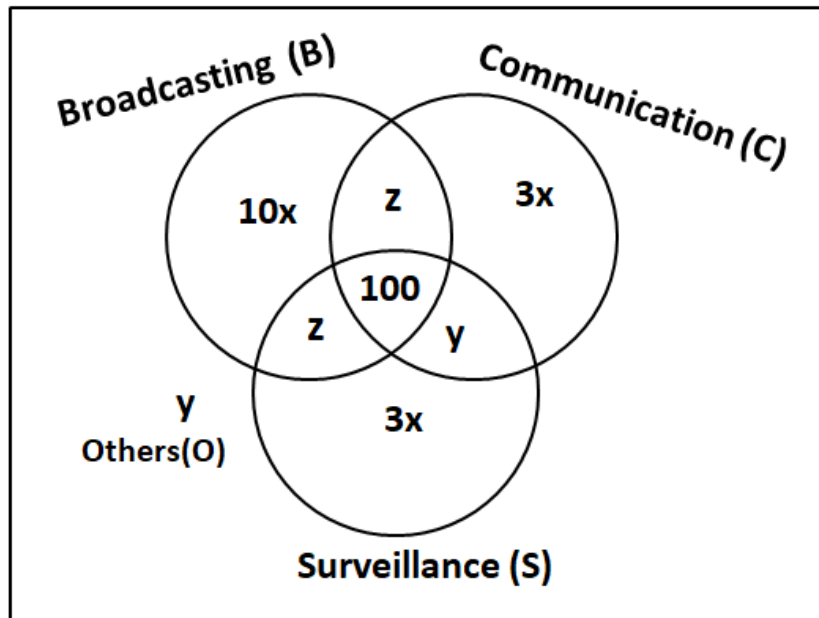 Broadcasting (B)
Communication (C)
10x
z
3x
100
z
y
y
3x
Others(O)
Surveillance (S)